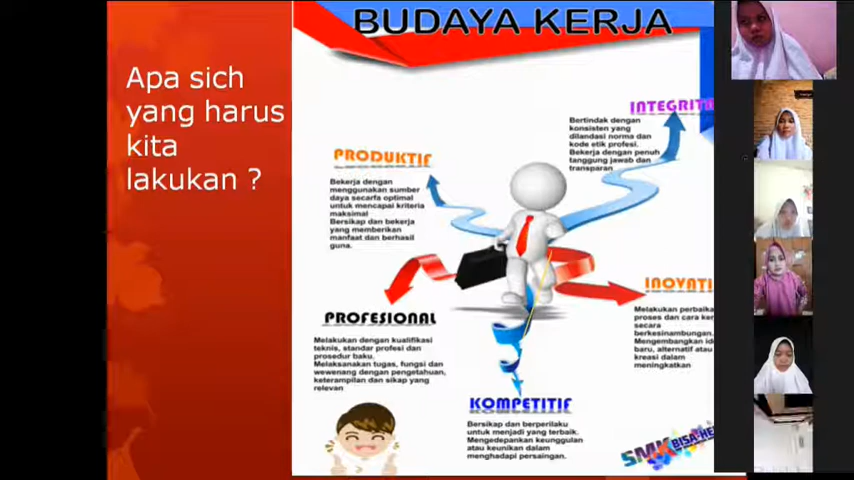 Apa sich
yang harus
kita
lakukan ?
BUDAYA KERJA
INTEGRIT
Bertindak dengan
konsisten yang
dilandasi norma dan
kode etik profesi.
Bekerja dengan penuh
tanggung jawab dan
transparan
PRODUKTIF
Bekerja dengan
menggunakan sumber
daya secarfa optimal
untuk mencapai kriteria
maksimal
Bersikap dan bekerja
yang memberikan
manfaat dan berhasil
guna.
INOVATI
Melakukan perbaika
proses dan cara ker
secara
berkesinambungan.
Mengembangkan id
baru, alternatif atau
kreasi dalam
meningkatkan
PROFESIONAL
Melakukan dengan kualifikasi
teknis, standar profesi dan
prosedur baku.
Melaksanakan tugas, fungsi dan
wewenang dengan pengetahuan,
keterampilan dan sikap yang
relevan
KOMPETITIF
Bersikap dan berperilaku
untuk menjadi yang terbaik.
Mengedepankan keunggulan
atau keunikan dalam
menghadapi persaingan.
SMK BISA-HE